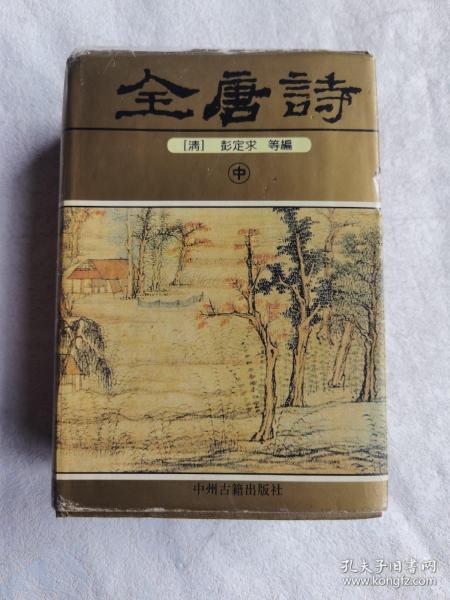 全唐詩
[清] 彭定求 等編
中
中州古籍出版社
孔夫子旧书网
www.kongfz.com